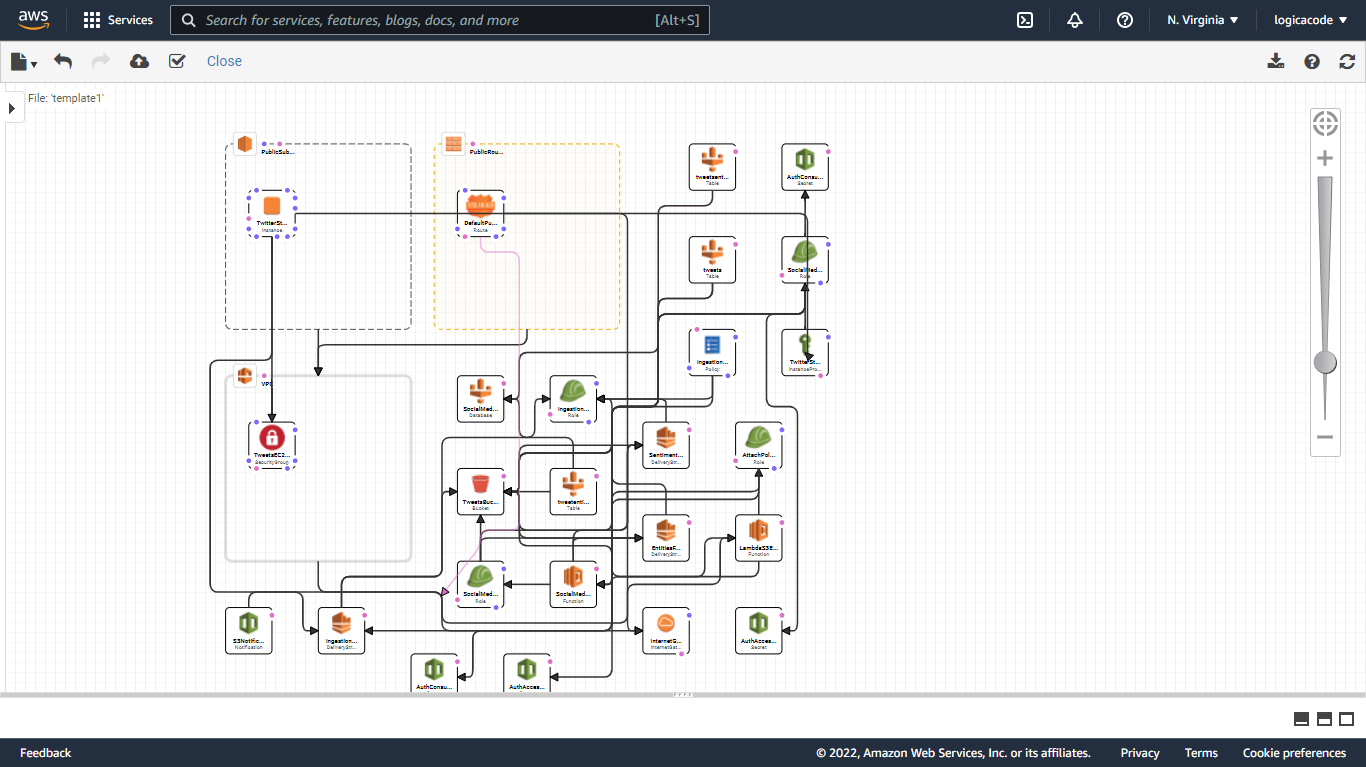 aws
Services
Search for services, features, blogs, docs, and more
[Alt+S]
N. Virginia
logicacode
Close
File: 'template1'
PublicSub...
PublicRou...
tweetsent...
Table
AuthConsu...
Secret
TwitterSt...
Instance
DefaultPu...
Route
tweets
Table
SocialMed...
Role
Ingestion...
Policy
TwitterSt...
InstancePro...
VPC
SocialMed...
Database
Ingestion...
Role
TweetsEC2...
SecurityGroup
Sentiment...
DeliveryStr...
AttachPol...
Role
TweetsBuc...
Bucket
tweetenti...
Table
EntitiesF...
DeliveryStr...
LambdaS3E...
Function
SocialMed...
Role
SocialMed...
Function
S3Notific...
Notification
Ingestion...
DeliveryStr...
InternetG...
InternetGat...
AuthAcces...
Secret
AuthConsu...
AuthAcces...
Feedback
© 2022, Amazon Web Services, Inc. or its affiliates.
Privacy
Terms
Cookie preferences